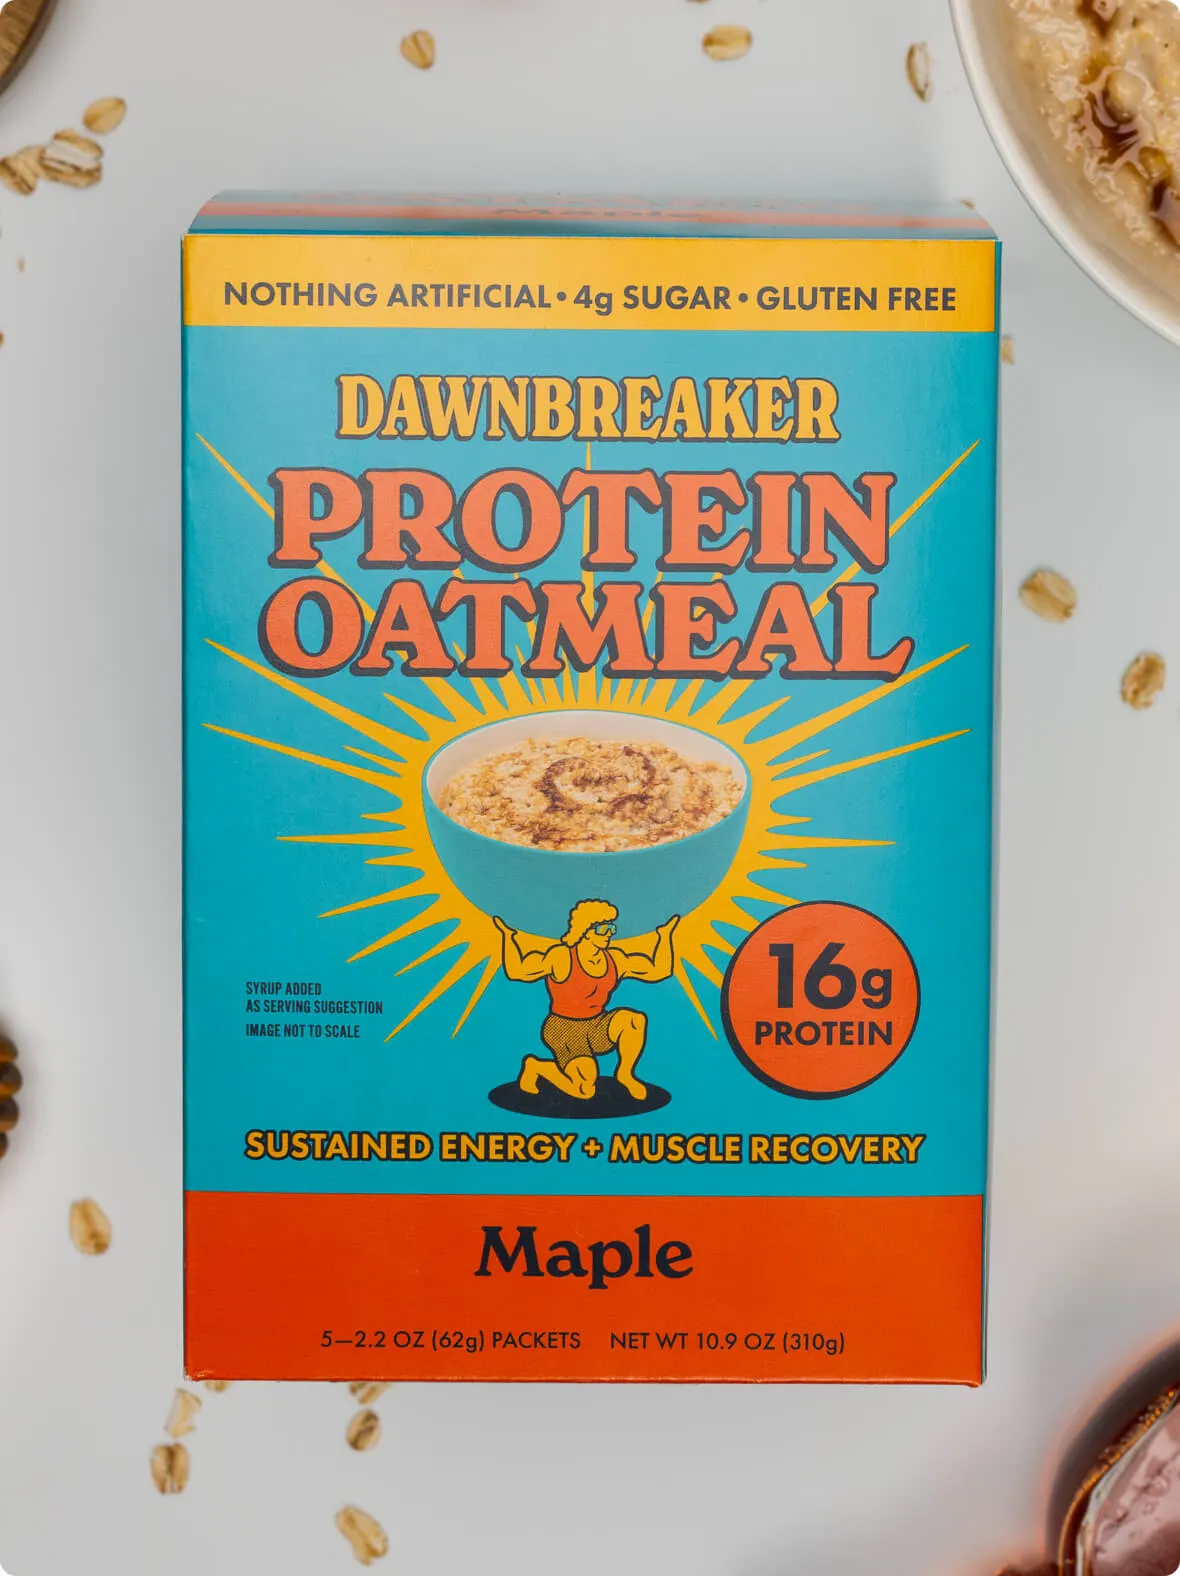 Maple
NOTHING ARTIFICIAL • 4g SUGAR • GLUTEN FREE
DAWNBREAKER
PROTEIN
OATMEAL
16g
PROTEIN
SYRUP ADDED
AS SERVING SUGGESTION
IMAGE NOT TO SCALE
SUSTAINED ENERGY + MUSCLE RECOVERY
Maple
5—2.2 OZ (62g) PACKETS NET WT 10.9 OZ (310g)